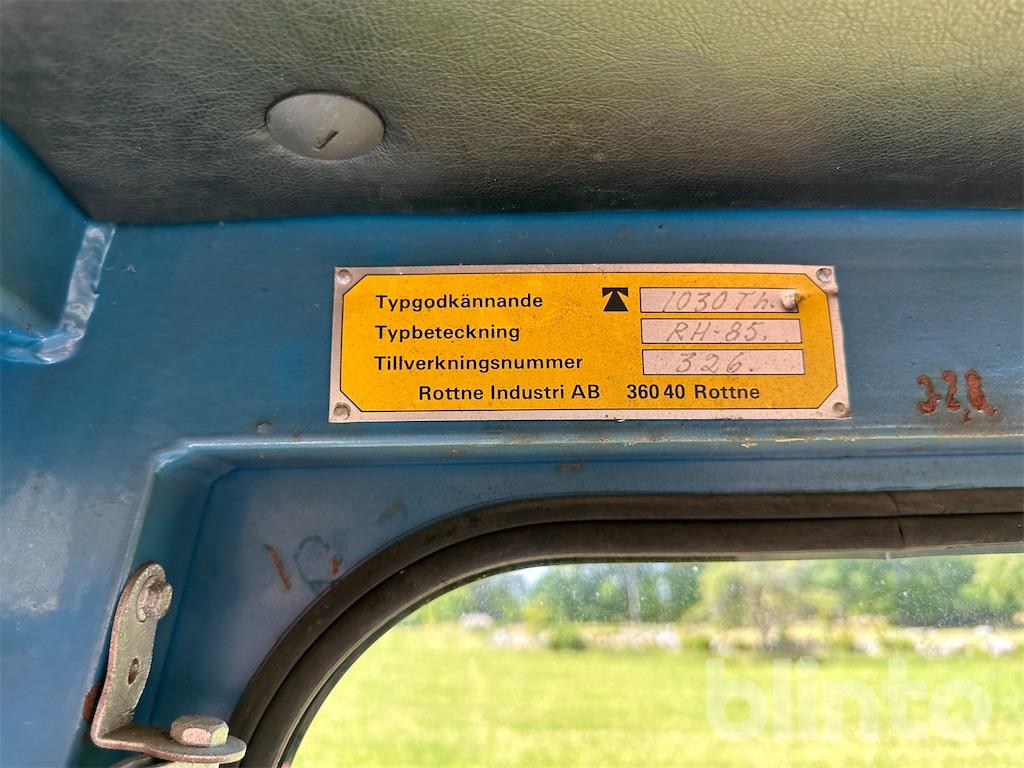 Typgodkännande 1030 Th.
Typbeteckning RH-85.
Tillverkningsnummer 326.
Rottne Industri AB 360 40 Rottne
blinto